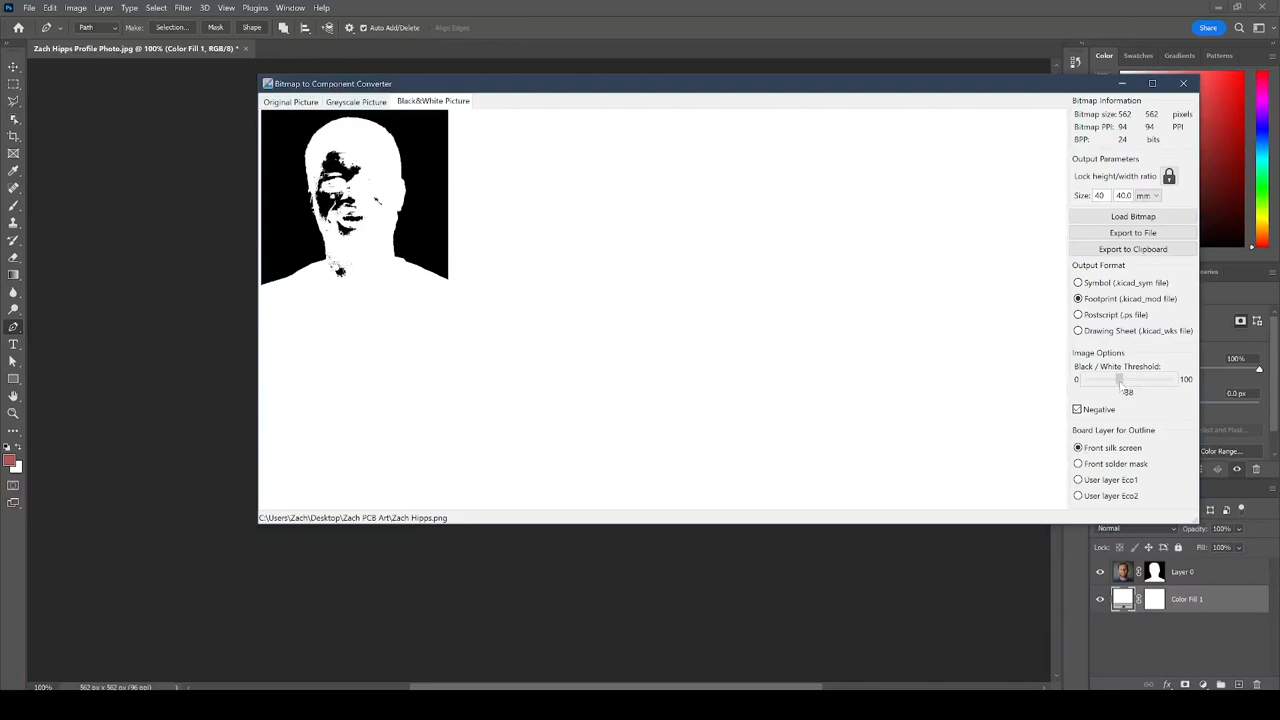 Ps File Edit Image Layer Type Select Filter 3D View Plugins Window Help
Path Make: Selection... Mask Shape Auto Add/Delete Align Edges Share
Zach Hipps Profile Photo.jpg @ 100% (Color Fill 1, RGB/8) * ×
Color Swatches Gradients Patterns
Bitmap to Component Converter
Original Picture Greyscale Picture Black&White Picture
Bitmap Information
Bitmap size: 562 562 pixels
Bitmap PPI: 94 94 PPI
BPP: 24 bits
Output Parameters
Lock height/width ratio
Size: 40 40.0 mm
Load Bitmap
Export to File
Export to Clipboard
Output Format
Symbol (.kicad_sym file)
Footprint (.kicad_mod file)
Postscript (.ps file)
Drawing Sheet (.kicad_wks file)
Image Options
Black / White Threshold:
0 100
38
Negative
Board Layer for Outline
Front silk screen
Front solder mask
User layer Eco1
User layer Eco2
C:\Users\Zach\Desktop\Zach PCB Art\Zach Hipps.png
raries
100%
0.0 px
elect and Mask...
Color Range...
Normal Opacity: 100%
Lock: Fill: 100%
Layer 0
Color Fill 1
fx
100% 562 px x 562 px (96 ppi)